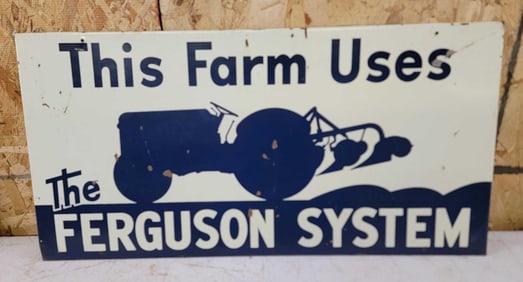 This Farm Uses
The
FERGUSON SYSTEM